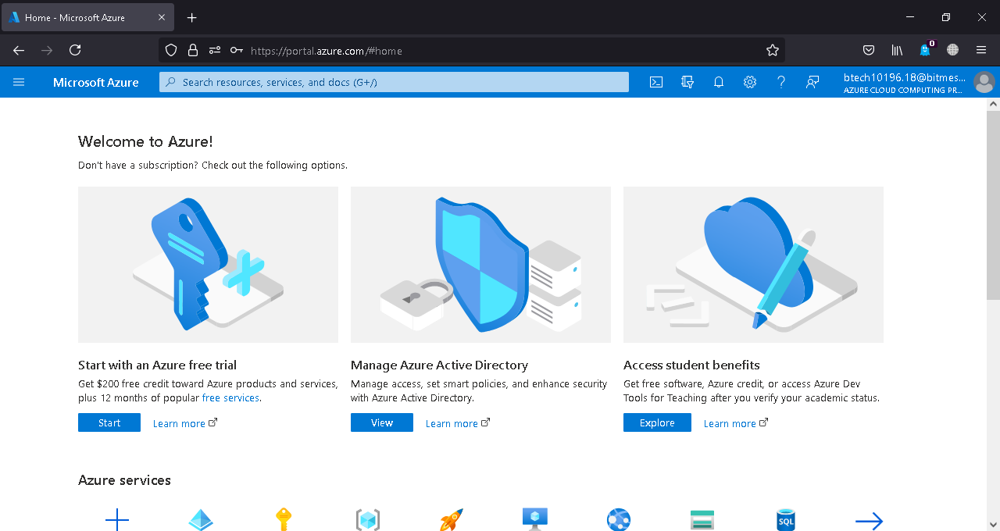 Home - Microsoft Azure
https://portal.azure.com/#home
0
Microsoft Azure
Search resources, services, and docs (G+/)
btech10196.18@bitmes...
AZURE CLOUD COMPUTING PR...
Welcome to Azure!
Don't have a subscription? Check out the following options.
Start with an Azure free trial
Get $200 free credit toward Azure products and services,
plus 12 months of popular free services.
Start
Learn more
Manage Azure Active Directory
Manage access, set smart policies, and enhance security
with Azure Active Directory.
View
Learn more
Access student benefits
Get free software, Azure credit, or access Azure Dev
Tools for Teaching after you verify your academic status.
Explore
Learn more
Azure services
SQL